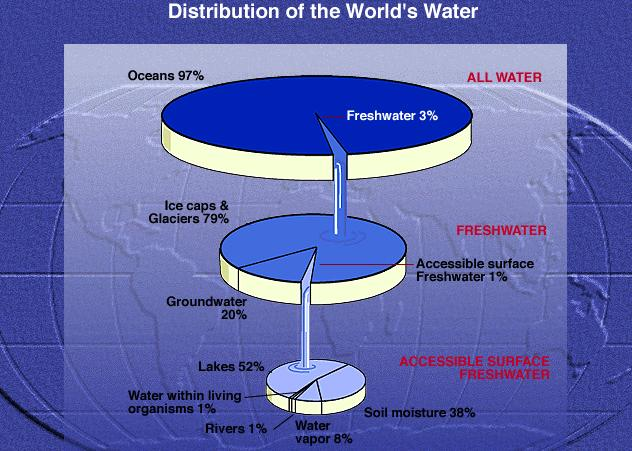 Distribution of the World's Water
Oceans 97%
ALL WATER
Freshwater 3%
Ice caps &
Glaciers 79%
FRESHWATER
Accessible surface
Freshwater 1%
Groundwater
20%
Lakes 52%
ACCESSIBLE SURFACE
FRESHWATER
Water within living
organisms 1%
Soil moisture 38%
Rivers 1%
Water
vapor 8%